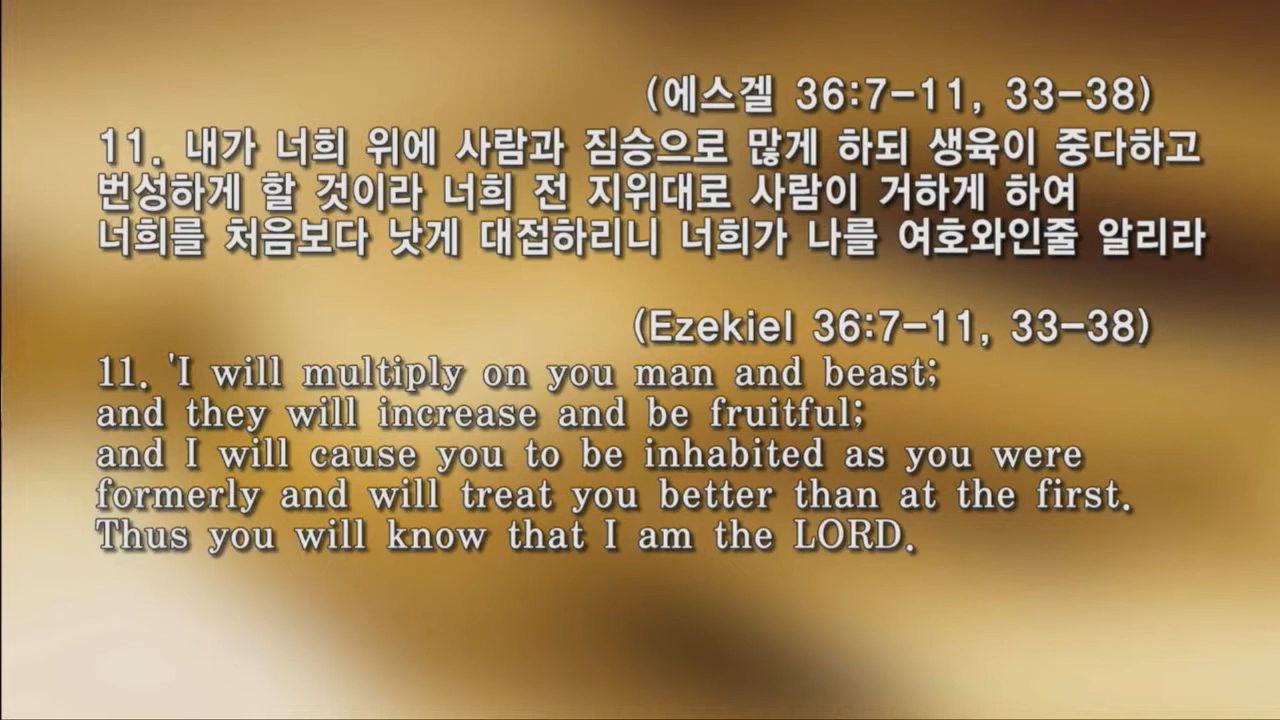 (에스겔 36:7-11, 33-38)
11. 내가 너희 위에 사람과 짐승으로 많게 하되 생육이 중다하고
번성하게 할 것이라 너희 전 지위대로 사람이 거하게 하여
너희를 처음보다 낫게 대접하리니 너희가 나를 여호와인줄 알리라
(Ezekiel 36:7-11, 33-38)
11. 'I will multiply on you man and beast;
and they will increase and be fruitful;
and I will cause you to be inhabited as you were
formerly and will treat you better than at the first.
Thus you will know that I am the LORD.